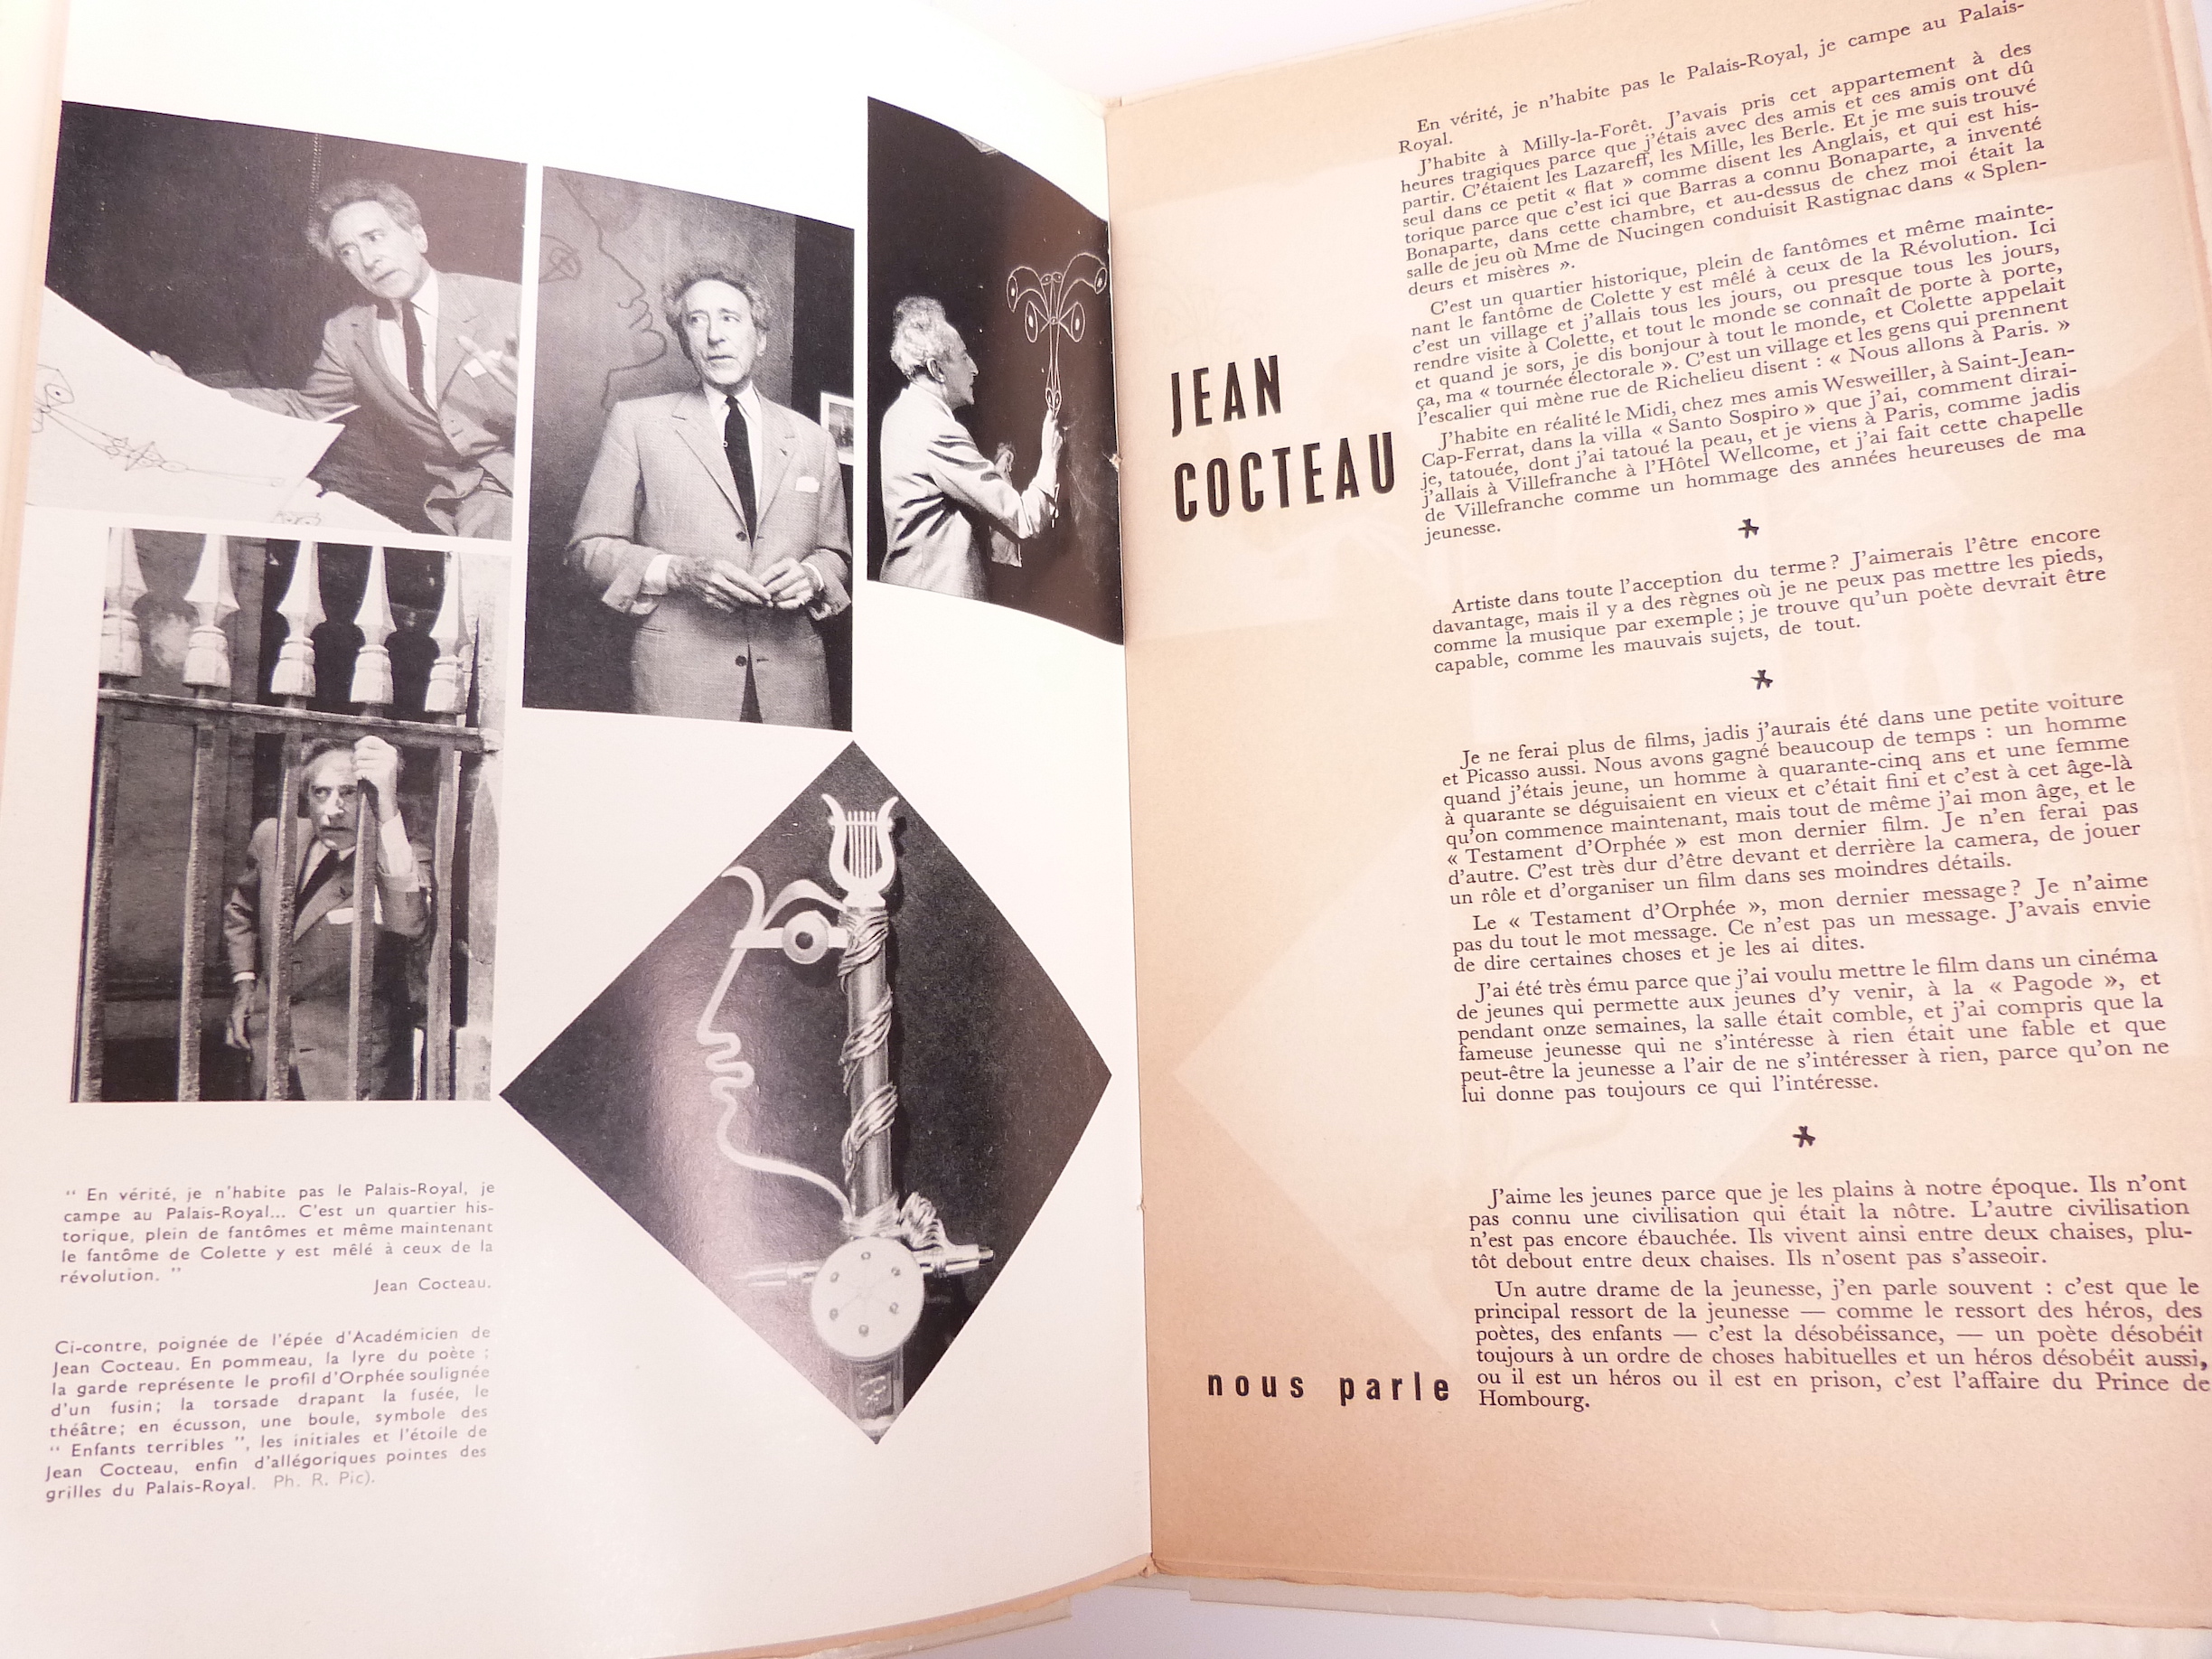 “ En vérité, je n'habite pas le Palais-Royal, je
campe au Palais-Royal... C'est un quartier his-
torique, plein de fantômes et même maintenant
le fantôme de Colette y est mêlé à ceux de la
révolution. ”
Jean Cocteau.
Ci-contre, poignée de l'épée d'Académicien de
Jean Cocteau. En pommeau, la lyre du poète ;
la garde représente le profil d'Orphée soulignée
d'un fusin; la torsade drapant la fusée, le
théâtre; en écusson, une boule, symbole des
“ Enfants terribles ”, les initiales et l'étoile de
Jean Cocteau, enfin d'allégoriques pointes des
grilles du Palais-Royal. Ph. R. Pic).
JEAN
COCTEAU
nous parle
En vérité, je n'habite pas le Palais-Royal, je campe au Palais-
Royal.
J'habite à Milly-la-Forêt. J'avais pris cet appartement à des
heures tragiques parce que j'étais avec des amis et ces amis ont dû
partir. C'étaient les Lazareff, les Mille, les Berle. Et je me suis trouvé
seul dans ce petit « flat » comme disent les Anglais, et qui est his-
torique parce que c'est ici que Barras a connu Bonaparte, a inventé
Bonaparte, dans cette chambre, et au-dessus de chez moi était la
salle de jeu où Mme de Nucingen conduisit Rastignac dans « Splen-
deurs et misères ».
C'est un quartier historique, plein de fantômes et même mainte-
nant le fantôme de Colette y est mêlé à ceux de la Révolution. Ici
c'est un village et j'allais tous les jours, ou presque tous les jours,
rendre visite à Colette, et tout le monde se connaît de porte à porte,
et quand je sors, je dis bonjour à tout le monde, et Colette appelait
ça, ma « tournée électorale ». C'est un village et les gens qui prennent
l'escalier qui mène rue de Richelieu disent : « Nous allons à Paris. »
J'habite en réalité le Midi, chez mes amis Wesweiller, à Saint-Jean-
Cap-Ferrat, dans la villa « Santo Sospiro » que j'ai, comment dirai-
je, tatouée, dont j'ai tatoué la peau, et je viens à Paris, comme jadis
j'allais à Villefranche à l'Hôtel Wellcome, et j'ai fait cette chapelle
de Villefranche comme un hommage des années heureuses de ma
jeunesse.
*
Artiste dans toute l'acception du terme? J'aimerais l'être encore
davantage, mais il y a des règnes où je ne peux pas mettre les pieds,
comme la musique par exemple ; je trouve qu'un poète devrait être
capable, comme les mauvais sujets, de tout.
*
Je ne ferai plus de films, jadis j'aurais été dans une petite voiture
et Picasso aussi. Nous avons gagné beaucoup de temps : un homme
quand j'étais jeune, un homme à quarante-cinq ans et une femme
à quarante se déguisaient en vieux et c'était fini et c'est à cet âge-là
qu'on commence maintenant, mais tout de même j'ai mon âge, et le
« Testament d'Orphée » est mon dernier film. Je n'en ferai pas
d'autre. C'est très dur d'être devant et derrière la camera, de jouer
un rôle et d'organiser un film dans ses moindres détails.
Le « Testament d'Orphée », mon dernier message? Je n'aime
pas du tout le mot message. Ce n'est pas un message. J'avais envie
de dire certaines choses et je les ai dites.
J'ai été très ému parce que j'ai voulu mettre le film dans un cinéma
de jeunes qui permette aux jeunes d'y venir, à la « Pagode », et
pendant onze semaines, la salle était comble, et j'ai compris que la
fameuse jeunesse qui ne s'intéresse à rien était une fable et que
peut-être la jeunesse a l'air de ne s'intéresser à rien, parce qu'on ne
lui donne pas toujours ce qui l'intéresse.
*
J'aime les jeunes parce que je les plains à notre époque. Ils n'ont
pas connu une civilisation qui était la nôtre. L'autre civilisation
n'est pas encore ébauchée. Ils vivent ainsi entre deux chaises, plu-
tôt debout entre deux chaises. Ils n'osent pas s'asseoir.
Un autre drame de la jeunesse, j'en parle souvent : c'est que le
principal ressort de la jeunesse — comme le ressort des héros, des
poètes, des enfants — c'est la désobéissance, — un poète désobéit
toujours à un ordre de choses habituelles et un héros désobéit aussi,
ou il est un héros ou il est en prison, c'est l'affaire du Prince de
Hombourg.